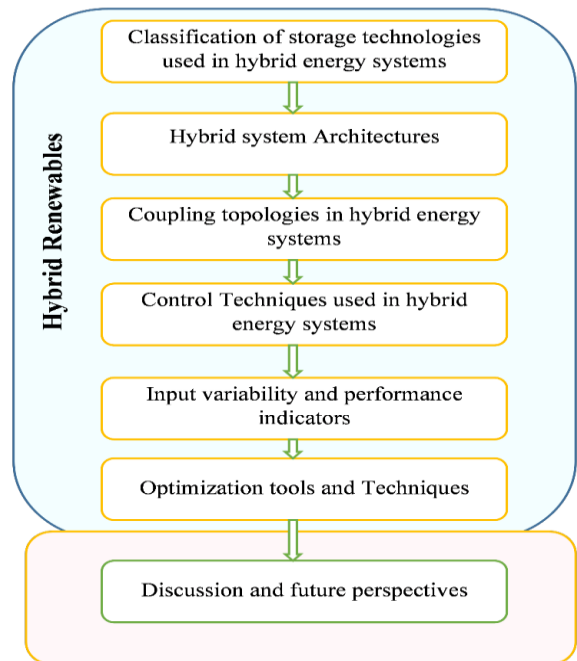 Classification of storage technologies
used in hybrid energy systems
Hybrid system Architectures
Coupling topologies in hybrid energy
systems
Control Techniques used in hybrid
energy systems
Input variability and performance
indicators
Optimization tools and Techniques
Discussion and future perspectives
Hybrid Renewables